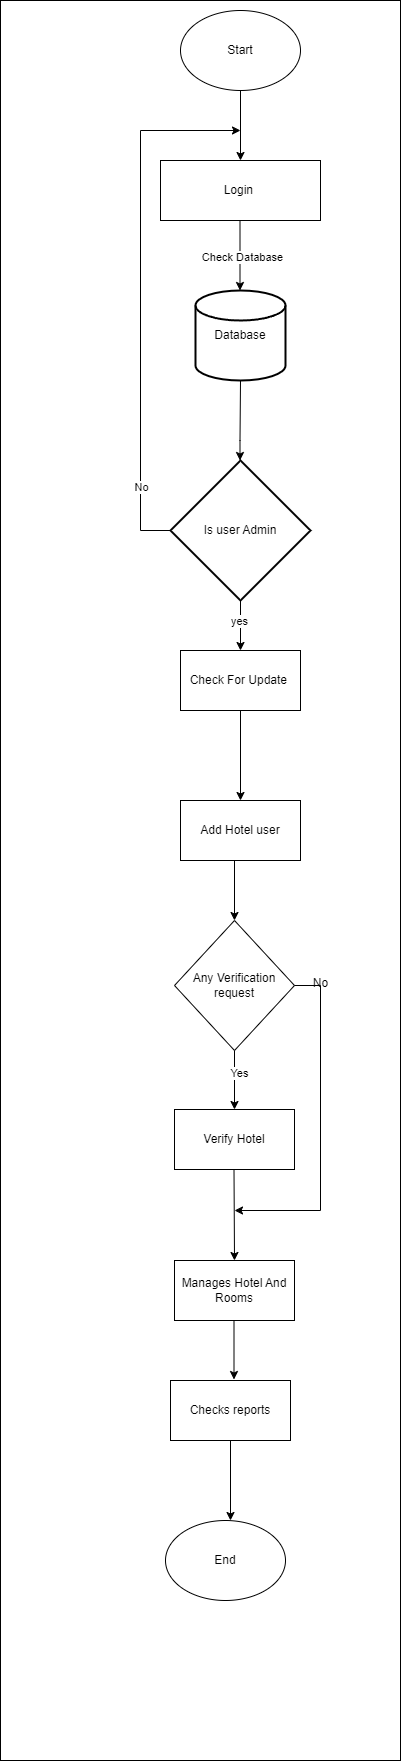 Start
Login
Check Database
Database
No
Is user Admin
yes
Check For Update
Add Hotel user
Any Verification
request
No
Yes
Verify Hotel
Manages Hotel And
Rooms
Checks reports
End